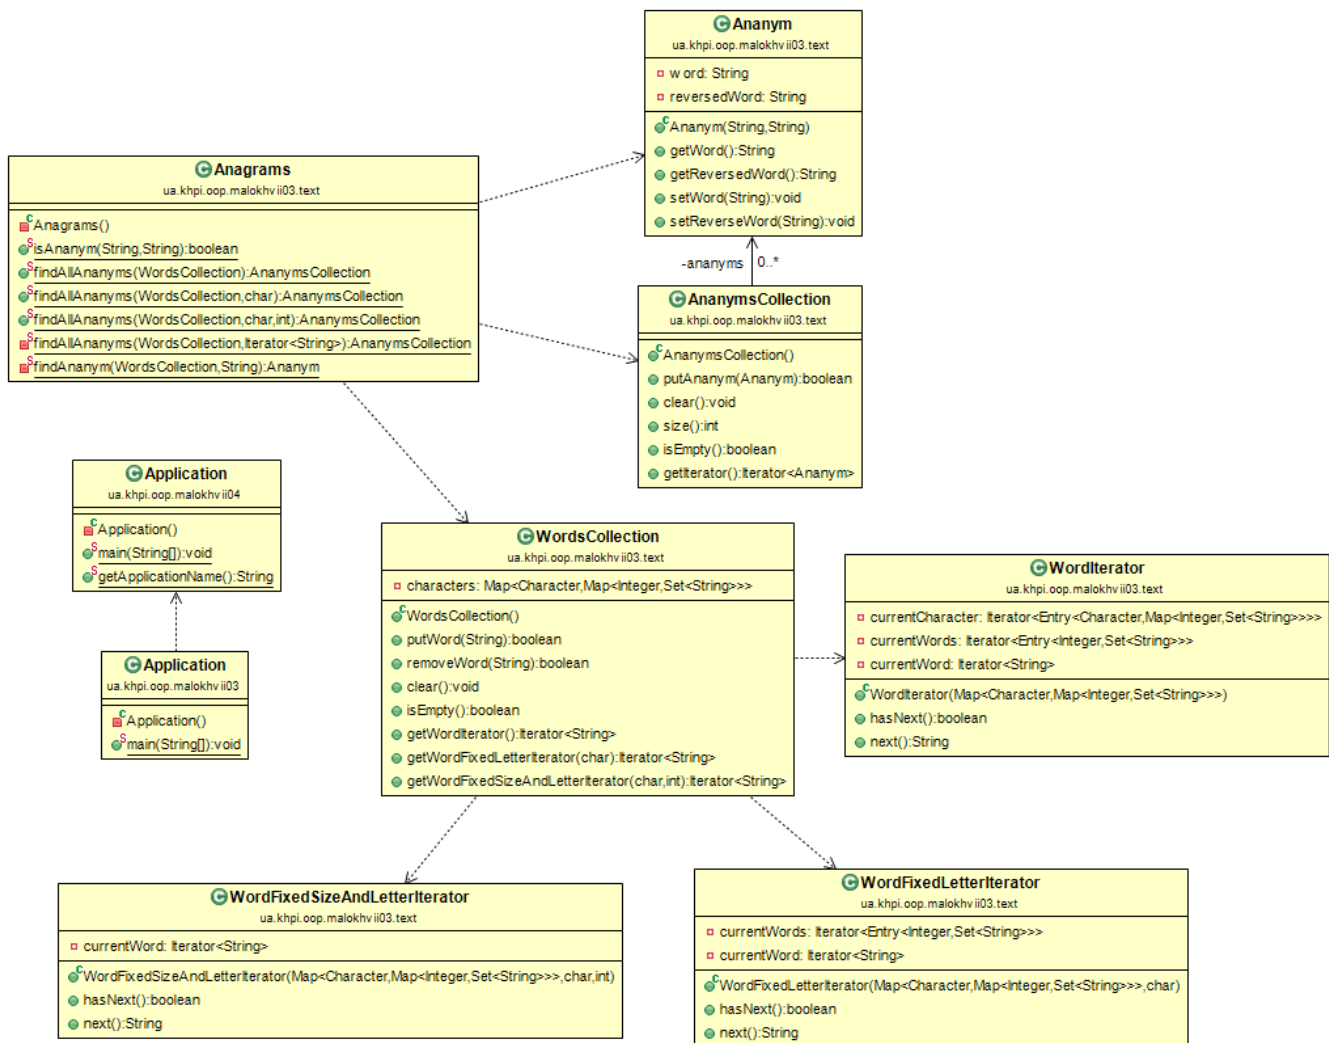 Ananym
ua.khpi.oop.malokhvii03.text
word: String
reversedWord: String
Ananym(String,String)
getWord():String
getReversedWord():String
setWord(String):void
setReverseWord(String):void
Anagrams
ua.khpi.oop.malokhvii03.text
Anagrams()
isAnanym(String,String):boolean
findAllAnanyms(WordsCollection):AnanymsCollection
findAllAnanyms(WordsCollection,char):AnanymsCollection
findAllAnanyms(WordsCollection,char,int):AnanymsCollection
findAllAnanyms(WordsCollection,Iterator<String>):AnanymsCollection
findAnanym(WordsCollection,String):Ananym
-ananyms 0..*
AnanymsCollection
ua.khpi.oop.malokhvii03.text
AnanymsCollection()
putAnanym(Ananym):boolean
clear():void
size():int
isEmpty():boolean
getIterator():Iterator<Ananym>
Application
ua.khpi.oop.malokhvii04
Application()
main(String[]):void
getApplicationName():String
Application
ua.khpi.oop.malokhvii03
Application()
main(String[]):void
WordsCollection
ua.khpi.oop.malokhvii03.text
characters: Map<Character,Map<Integer,Set<String>>>
WordsCollection()
putWord(String):boolean
removeWord(String):boolean
clear():void
isEmpty():boolean
getWordIterator():Iterator<String>
getWordFixedLetterIterator(char):Iterator<String>
getWordFixedSizeAndLetterIterator(char,int):Iterator<String>
WordIterator
ua.khpi.oop.malokhvii03.text
currentCharacter: Iterator<Entry<Character,Map<Integer,Set<String>>>>
currentWords: Iterator<Entry<Integer,Set<String>>>
currentWord: Iterator<String>
WordIterator(Map<Character,Map<Integer,Set<String>>>)
hasNext():boolean
next():String
WordFixedSizeAndLetterIterator
ua.khpi.oop.malokhvii03.text
currentWord: Iterator<String>
WordFixedSizeAndLetterIterator(Map<Character,Map<Integer,Set<String>>>,char,int)
hasNext():boolean
next():String
WordFixedLetterIterator
ua.khpi.oop.malokhvii03.text
currentWords: Iterator<Entry<Integer,Set<String>>>
currentWord: Iterator<String>
WordFixedLetterIterator(Map<Character,Map<Integer,Set<String>>>,char)
hasNext():boolean
next():String